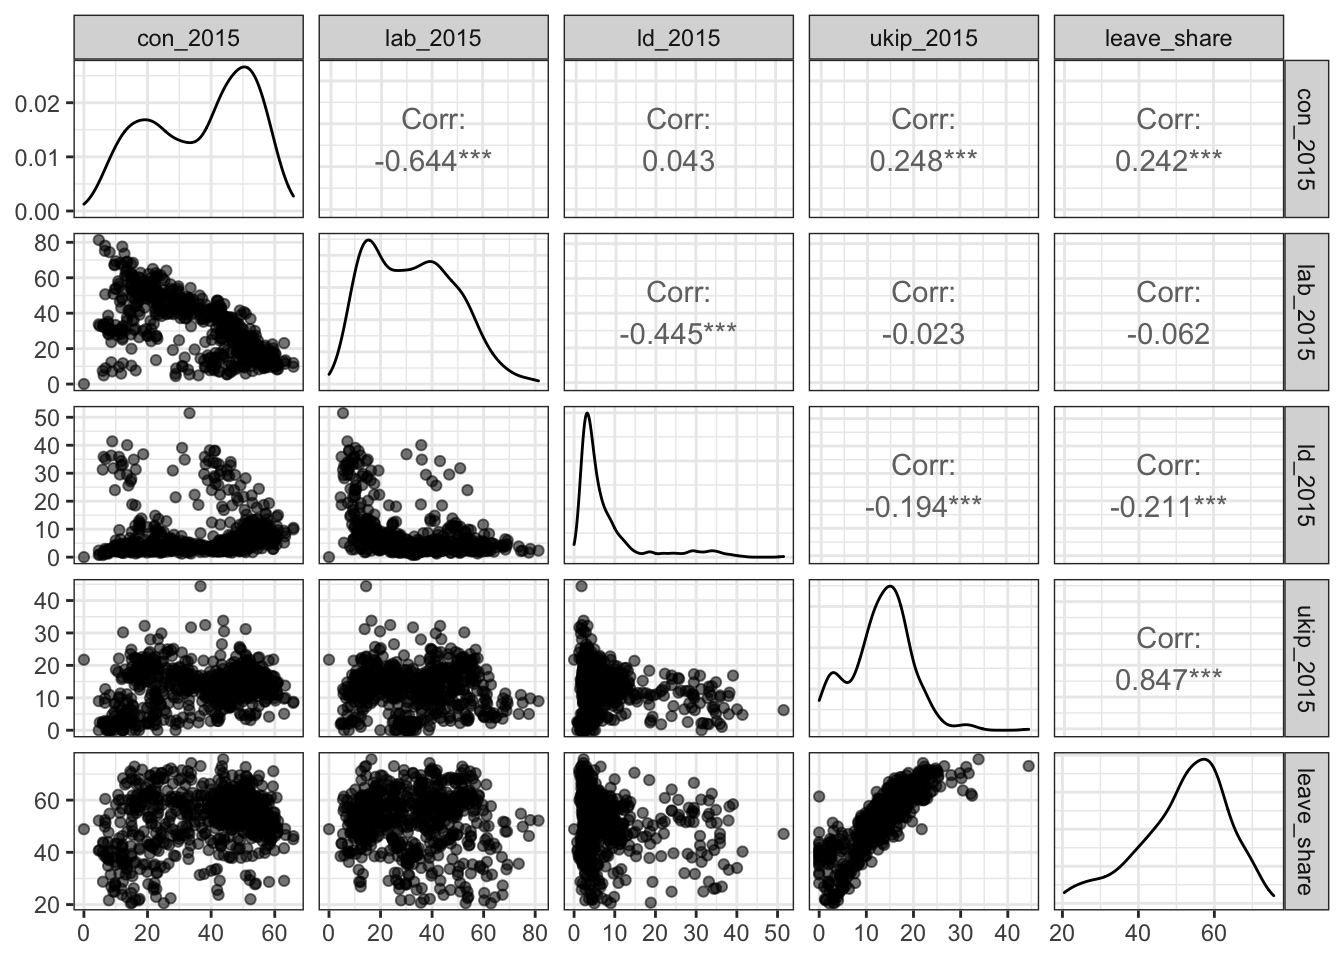 con_2015 lab_2015 ld_2015 ukip_2015 leave_share
0.02
0.01
0.00
Corr: Corr: Corr: Corr:
-0.644*** 0.043 0.248*** 0.242***
con_2015
80
60
40
20
0
Corr: Corr: Corr:
-0.445*** -0.023 -0.062
lab_2015
50
40
30
20
10
0
Corr: Corr:
-0.194*** -0.211***
ld_2015
40
30
20
10
0
Corr:
0.847***
ukip_2015
60
40
20
leave_share
0 20 40 60 0 20 40 60 80 0 10 20 30 40 50 0 10 20 30 40 20 40 60